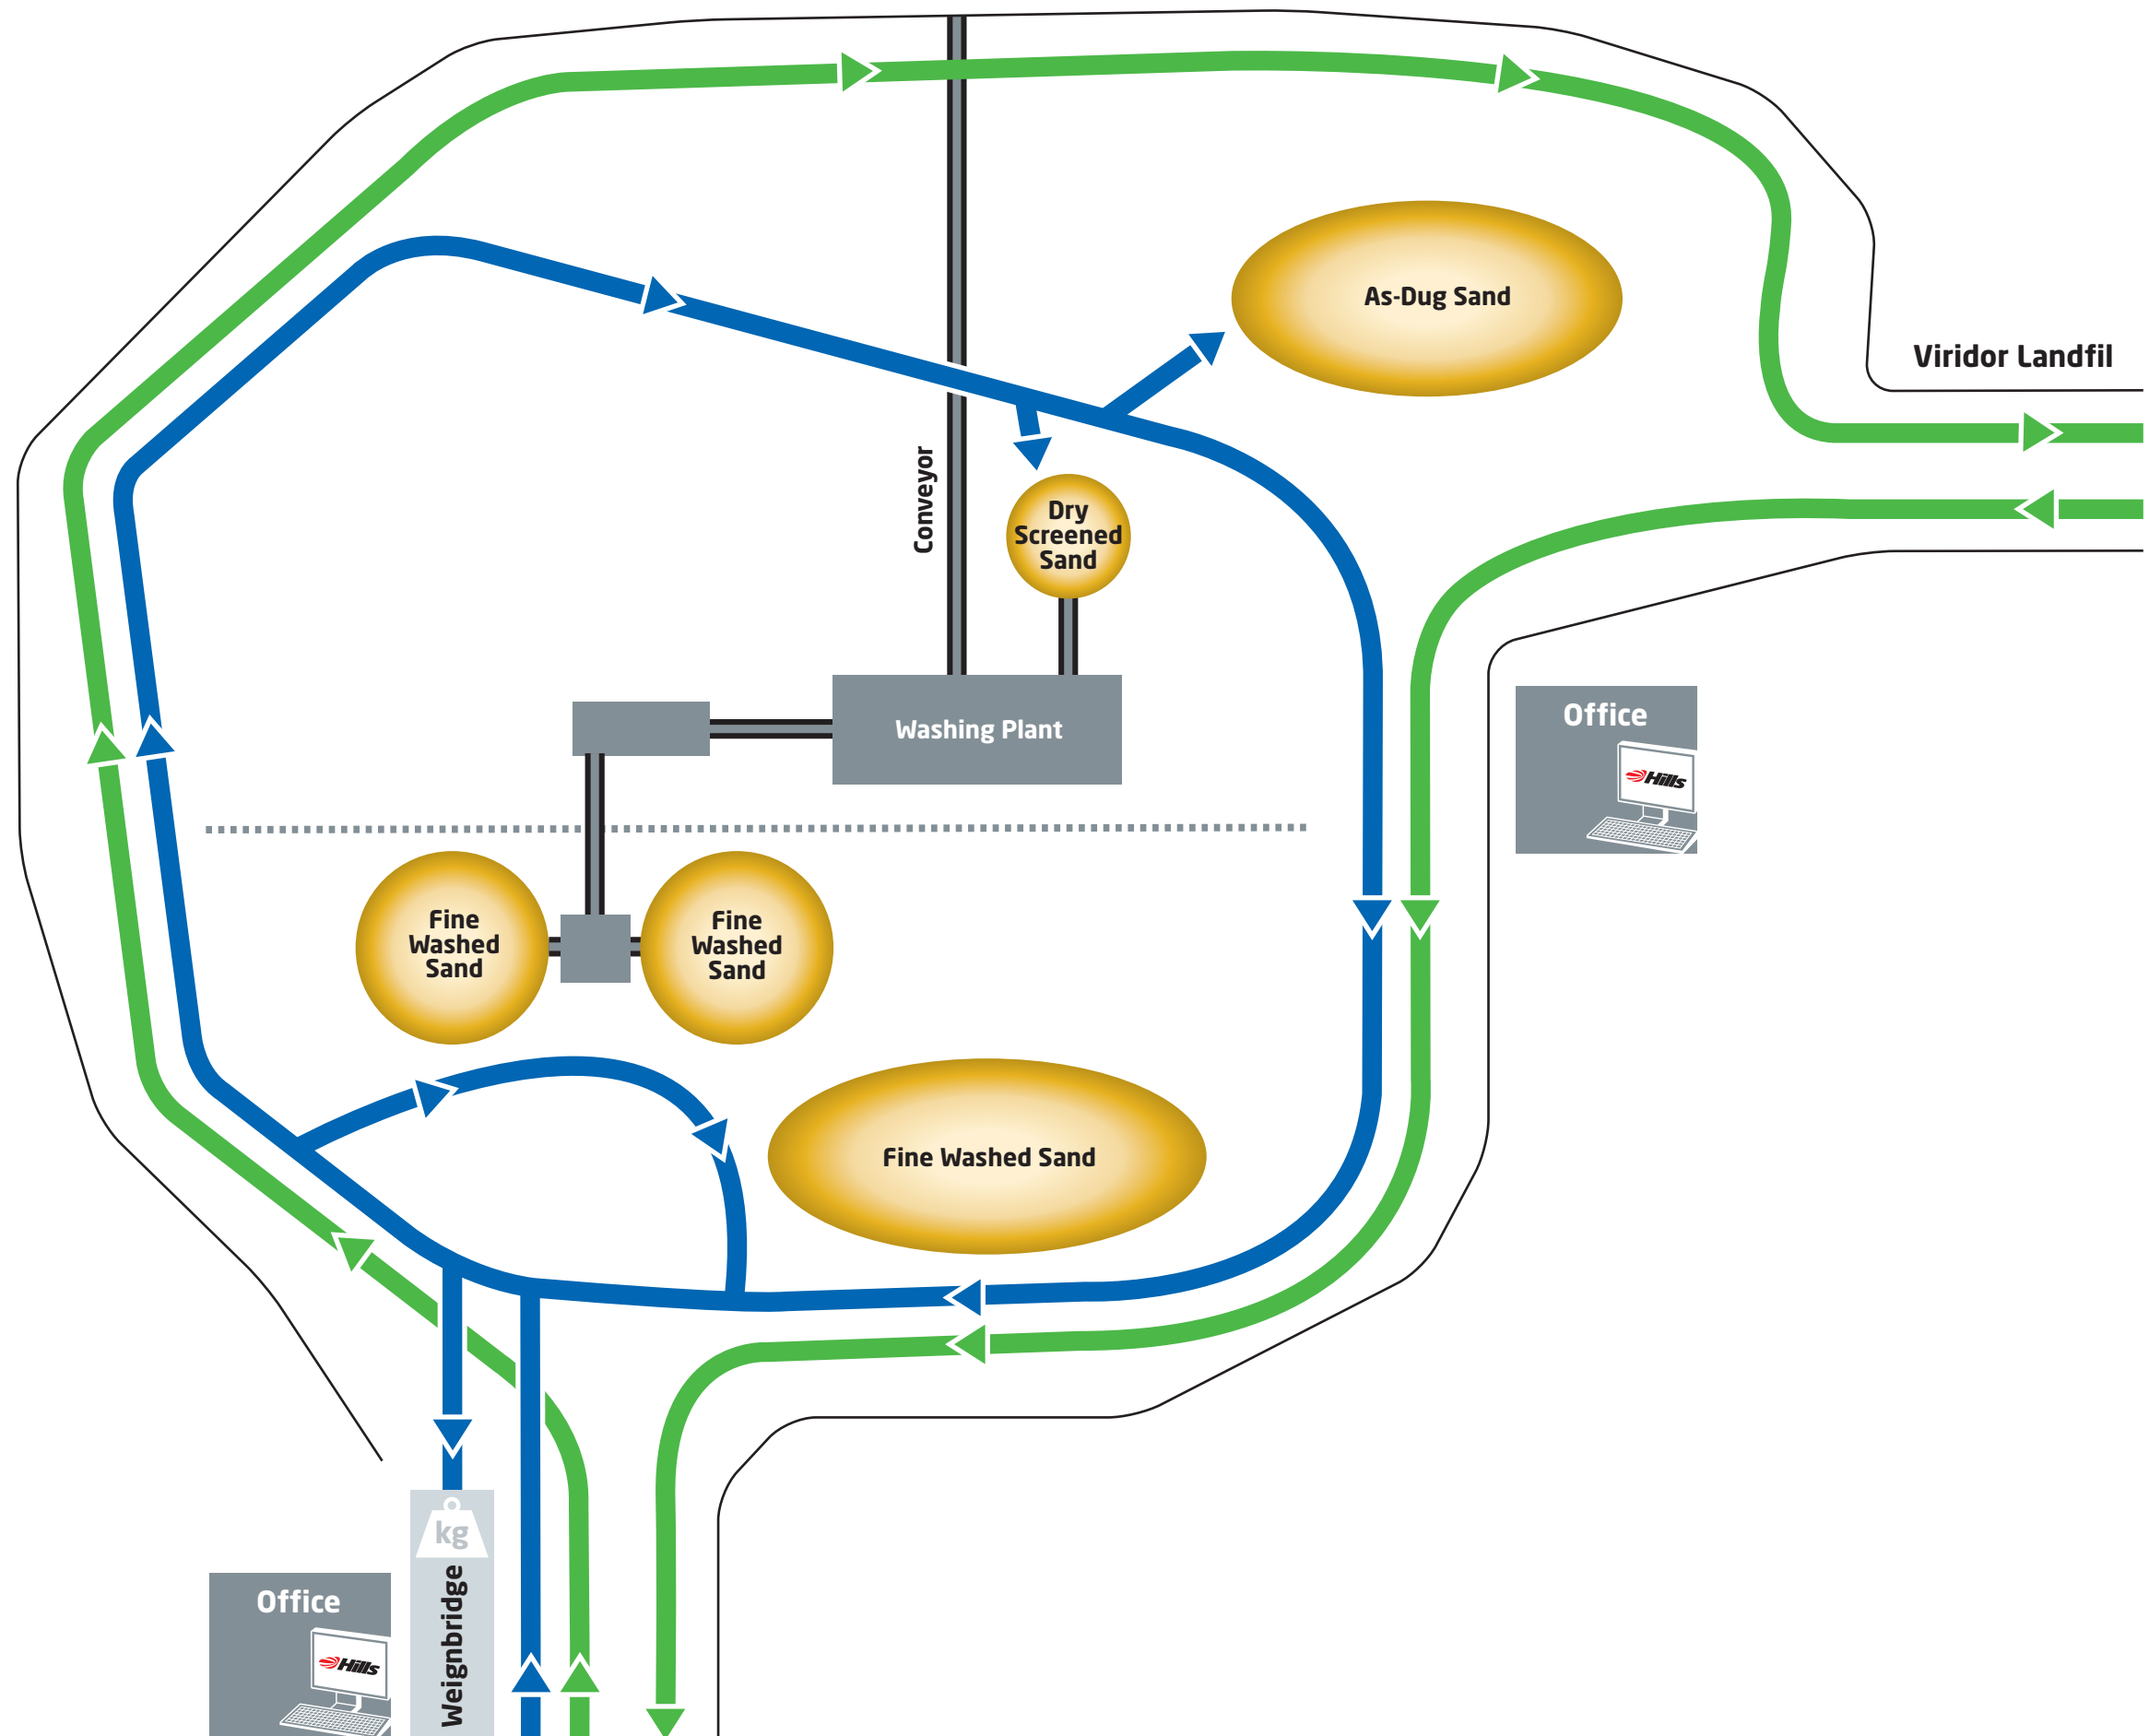 As-Dug Sand
Viridor Landfil
Conveyor
Dry
Screened
Sand
Washing Plant
Office
Hills
Fine
Washed
Sand
Fine
Washed
Sand
Fine Washed Sand
kg
Weignbridge
Office
Hills